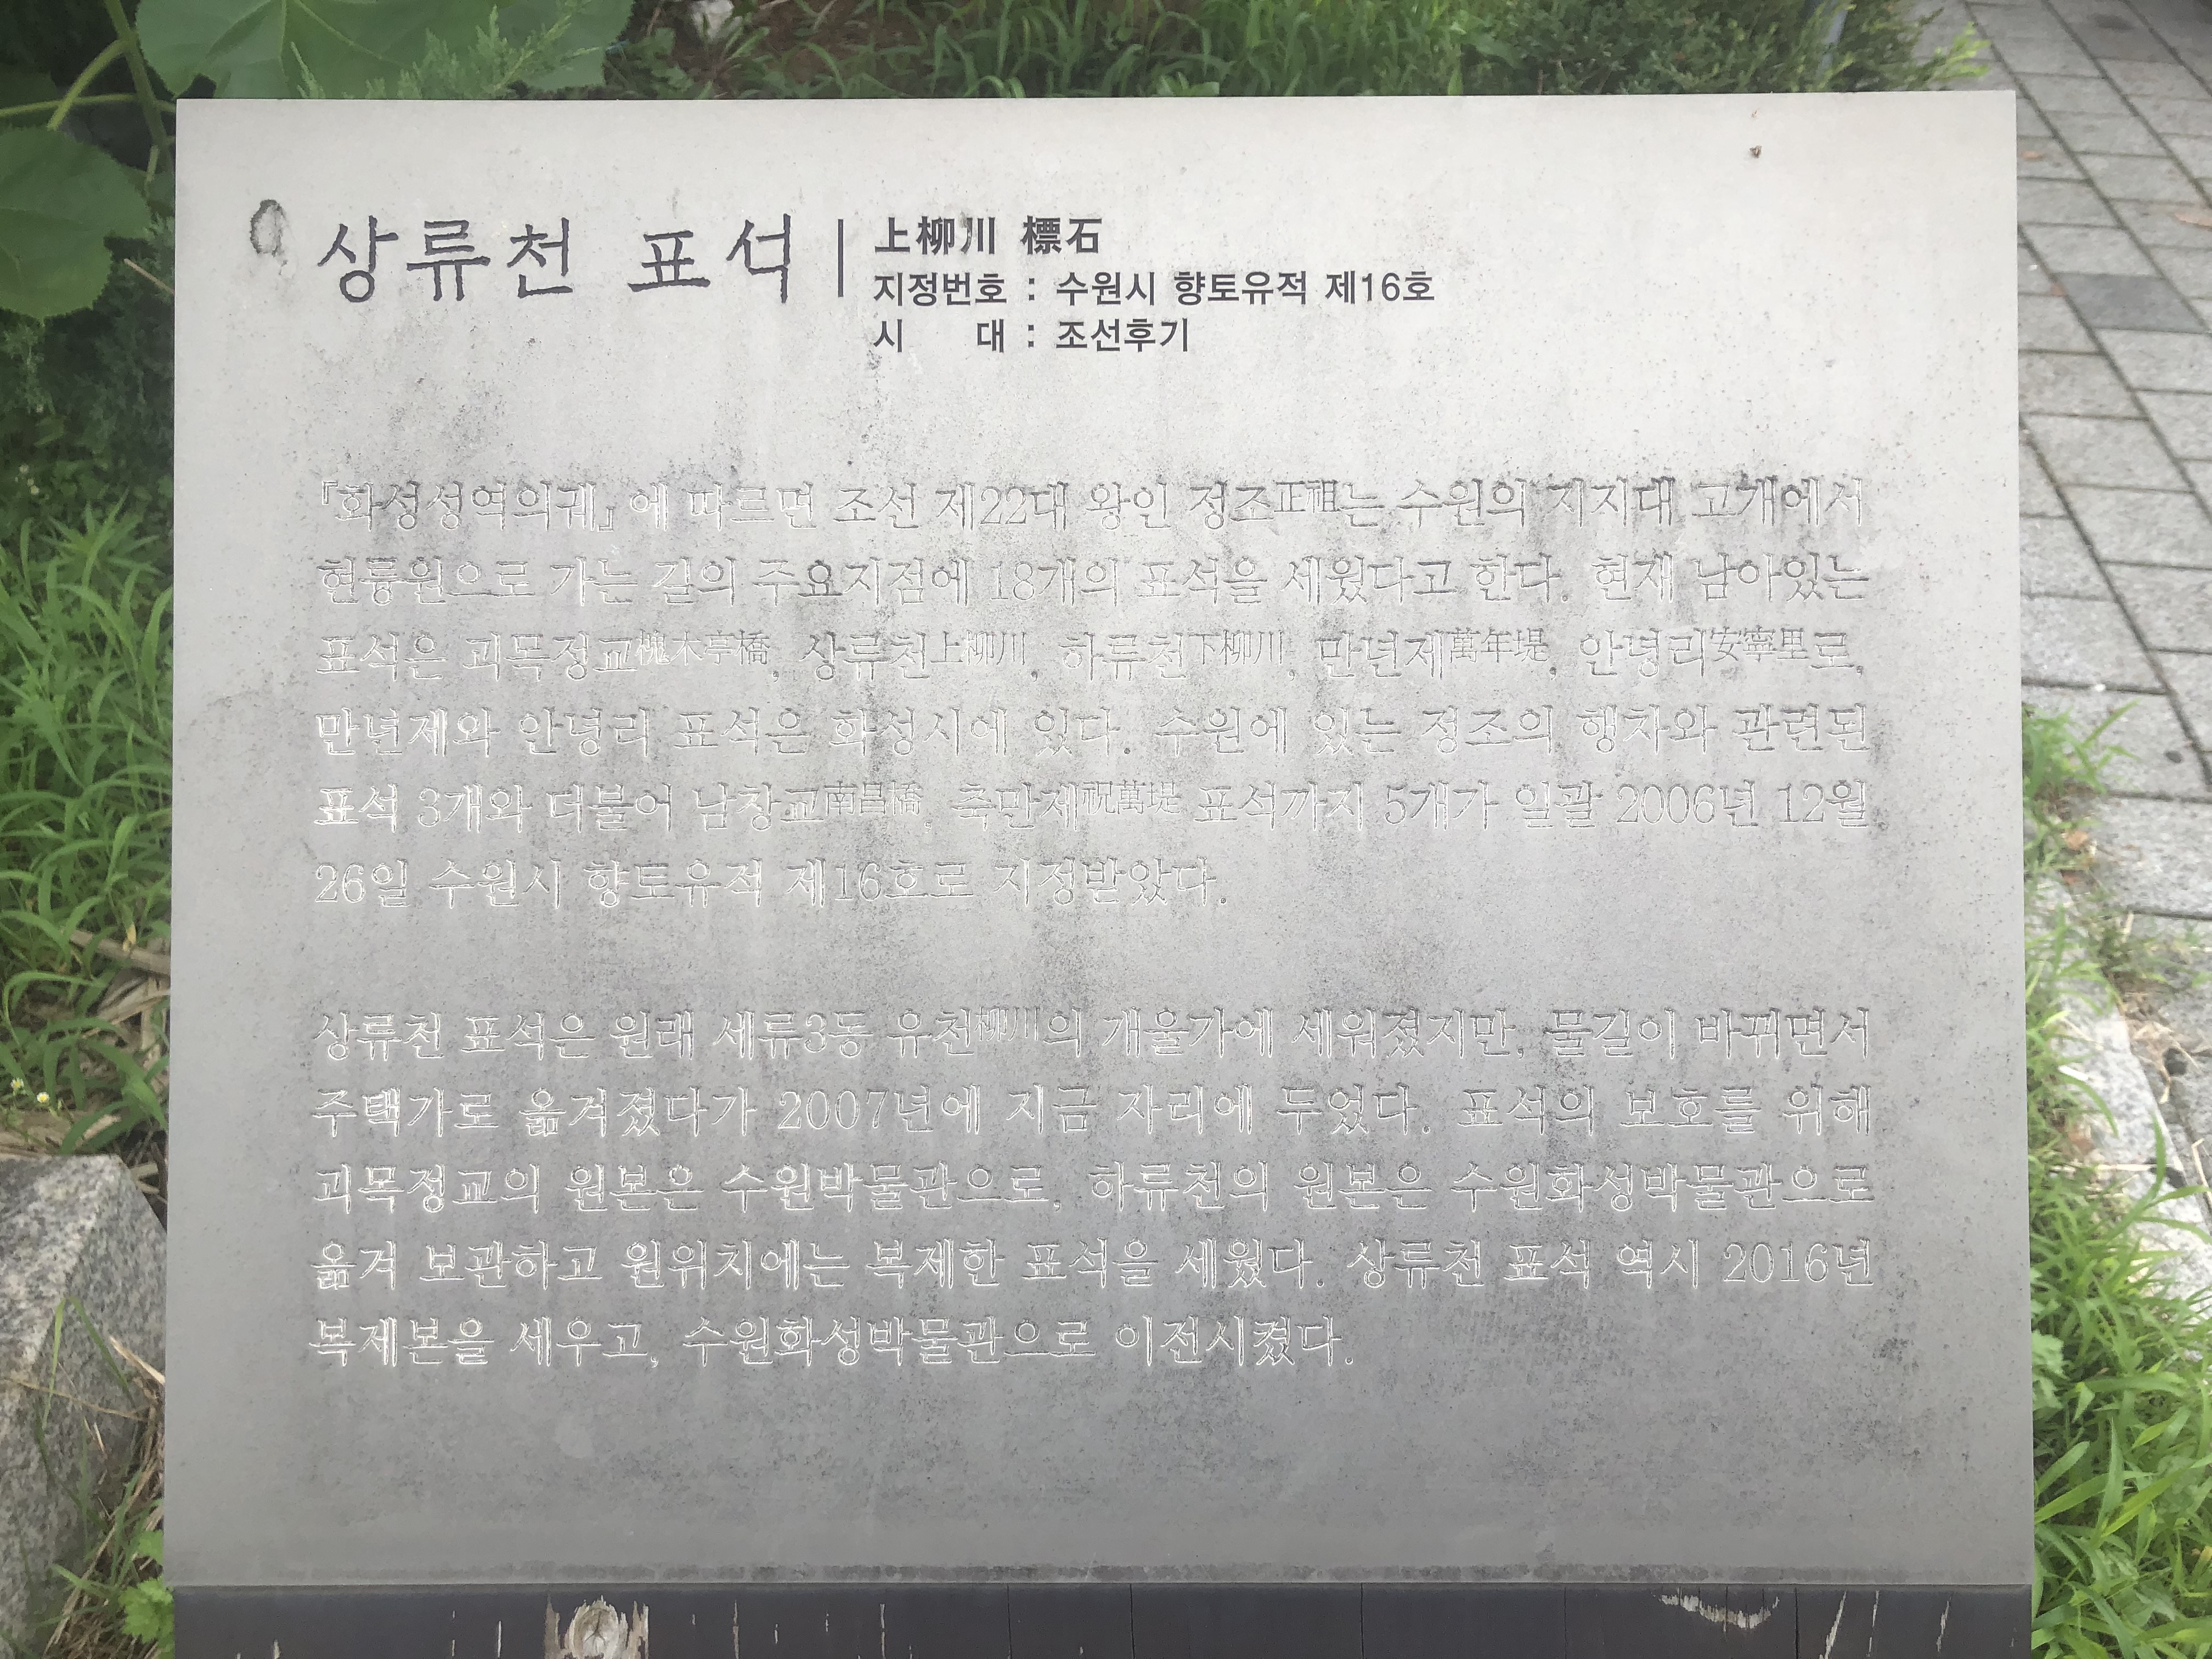 상류천 표석
上柳川 標石
지정번호 : 수원시 향토유적 제16호
시 대 : 조선후기
『화성성역의궤』에 따르면 조선 제22대 왕인 정조正祖는 수원의 지지대 고개에서
현륭원으로 가는 길의 주요지점에 18개의 표석을 세웠다고 한다. 현재 남아있는
표석은 괴목정교槐木亭橋, 상류천上柳川, 하류천下柳川, 만년제萬年堤, 안녕리安寧里로,
만년제와 안녕리 표석은 화성시에 있다. 수원에 있는 정조의 행차와 관련된
표석 3개와 더불어 남창교南昌橋, 축만제祝萬堤 표석까지 5개가 일괄 2006년 12월
26일 수원시 향토유적 제16호로 지정받았다.
상류천 표석은 원래 세류3동 유천柳川의 개울가에 세워졌지만, 물길이 바뀌면서
주택가로 옮겨졌다가 2007년에 지금 자리에 두었다. 표석의 보호를 위해
괴목정교의 원본은 수원박물관으로, 하류천의 원본은 수원화성박물관으로
옮겨 보관하고 원위치에는 복제한 표석을 세웠다. 상류천 표석 역시 2016년
복제본을 세우고, 수원화성박물관으로 이전시켰다.